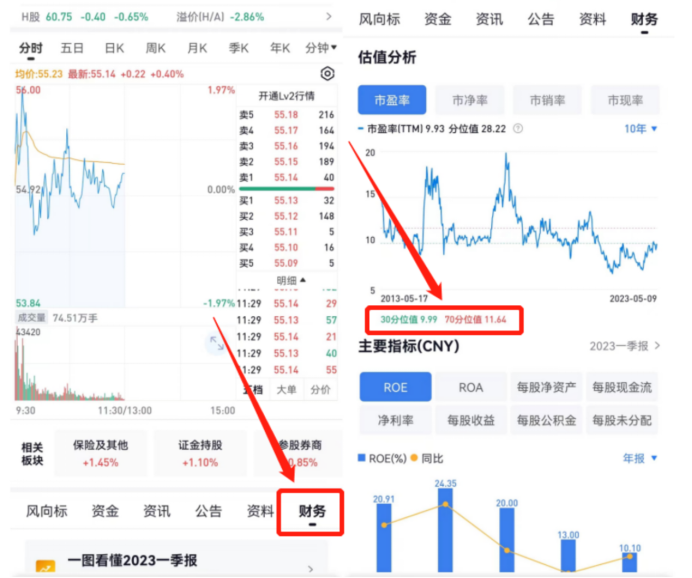 H股 60.75 -0.40 -0.65% 溢价(H/A) -2.86%
分时 五日 日K 周K 月K 季K 年K 分钟
均价:55.23 最新:55.14 +0.22 +0.40%
56.00 1.97%
54.92 0.00%
53.84 -1.97%
开通Lv2行情
卖5 55.18 216
卖4 55.17 164
卖3 55.16 194
卖2 55.15 189
卖1 55.14 40
买1 55.13 32
买2 55.12 148
买3 55.11 5
买4 55.10 16
买5 55.09 5
明细
11:29 55.14 29
11:29 55.13 57
11:29 55.14 21
11:29 55.13 40
11:29 55.14 55
成交量 74.51万手
43420
9:30 11:30/13:00 15:00
五档 大单 分价
相关
板块
保险及其他
+1.45%
证金持股
+1.10%
参股券商
0.85%
风向标 资金 资讯 公告 资料 财务
一图看懂2023一季报
风向标 资金 资讯 公告 资料 财务
估值分析
市盈率 市净率 市销率 市现率
市盈率(TTM) 9.93 分位值 28.22 10年
20
15
10
5
2013-05-17 2023-05-09
30分位值 9.99 70分位值 11.64
主要指标(CNY) 2023一季报
ROE ROA 每股净资产 每股现金流
净利率 每股收益 每股公积金 每股未分配
ROE(%) 同比 年报
20.91 24.35 20.00 13.00 10.10